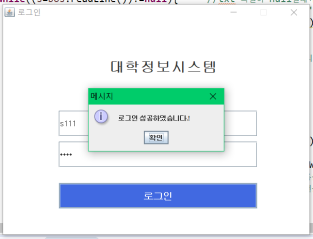 로그인
대학정보시스템
메시지
로그인 성공하였습니다.!
확인
s111
••••
로그인